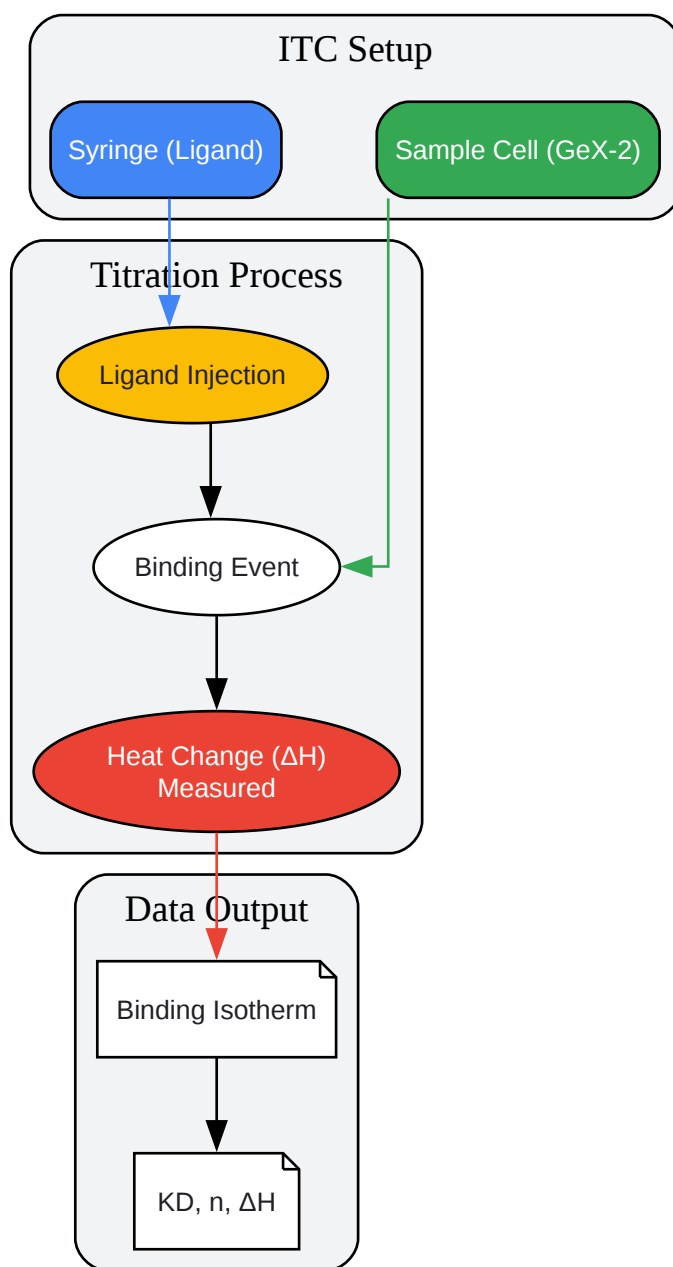 ITC Setup
Syringe (Ligand)
Sample Cell (GeX-2)
Titration Process
Ligand Injection
Binding Event
Heat Change (ΔH)
Measured
Data Output
Binding Isotherm
KD, n, ΔH